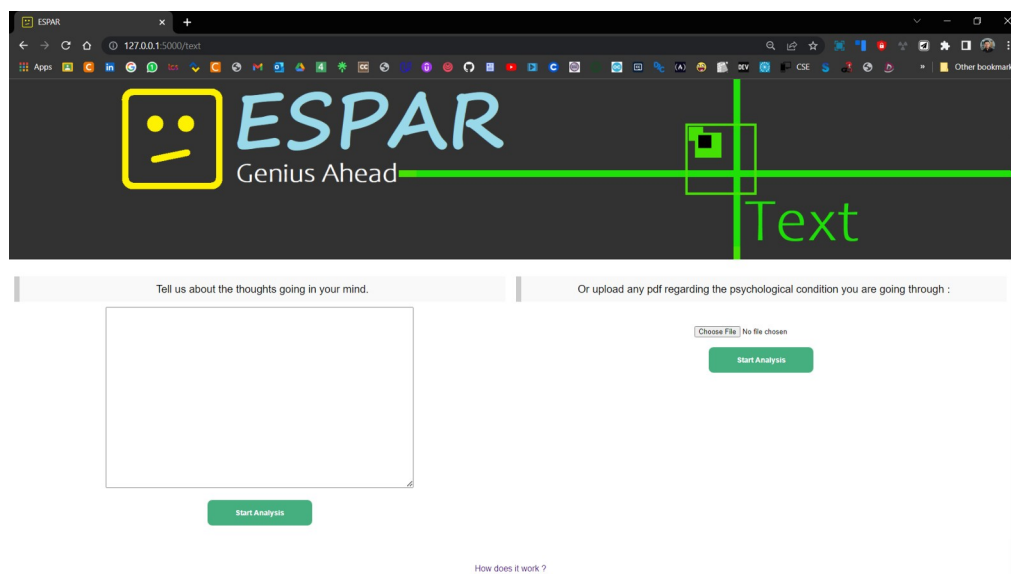 ESPAR
127.0.0.1:5000/text
Apps
CSE
Other bookmark
ESPAR
Genius Ahead
Text
Tell us about the thoughts going in your mind.
Or upload any pdf regarding the psychological condition you are going through :
Choose File No file chosen
Start Analysis
Start Analysis
How does it work ?